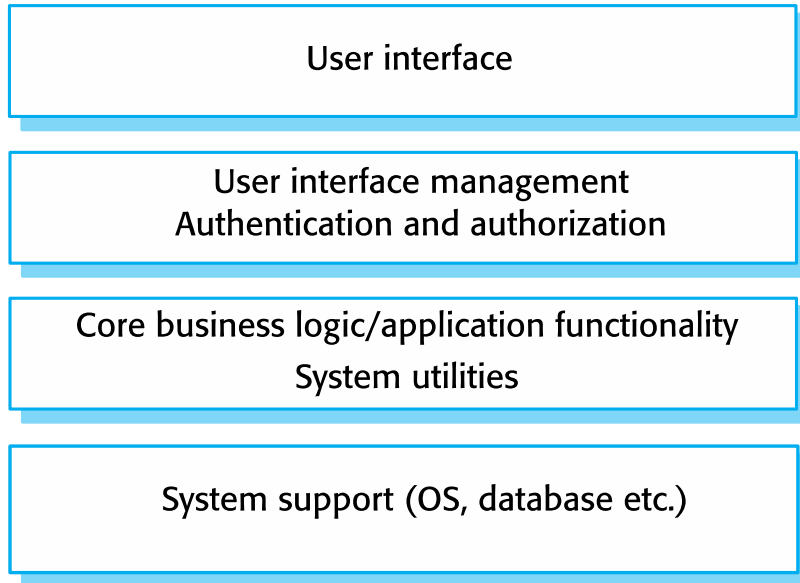 User interface
User interface management
Authentication and authorization
Core business logic/application functionality
System utilities
System support (OS, database etc.)